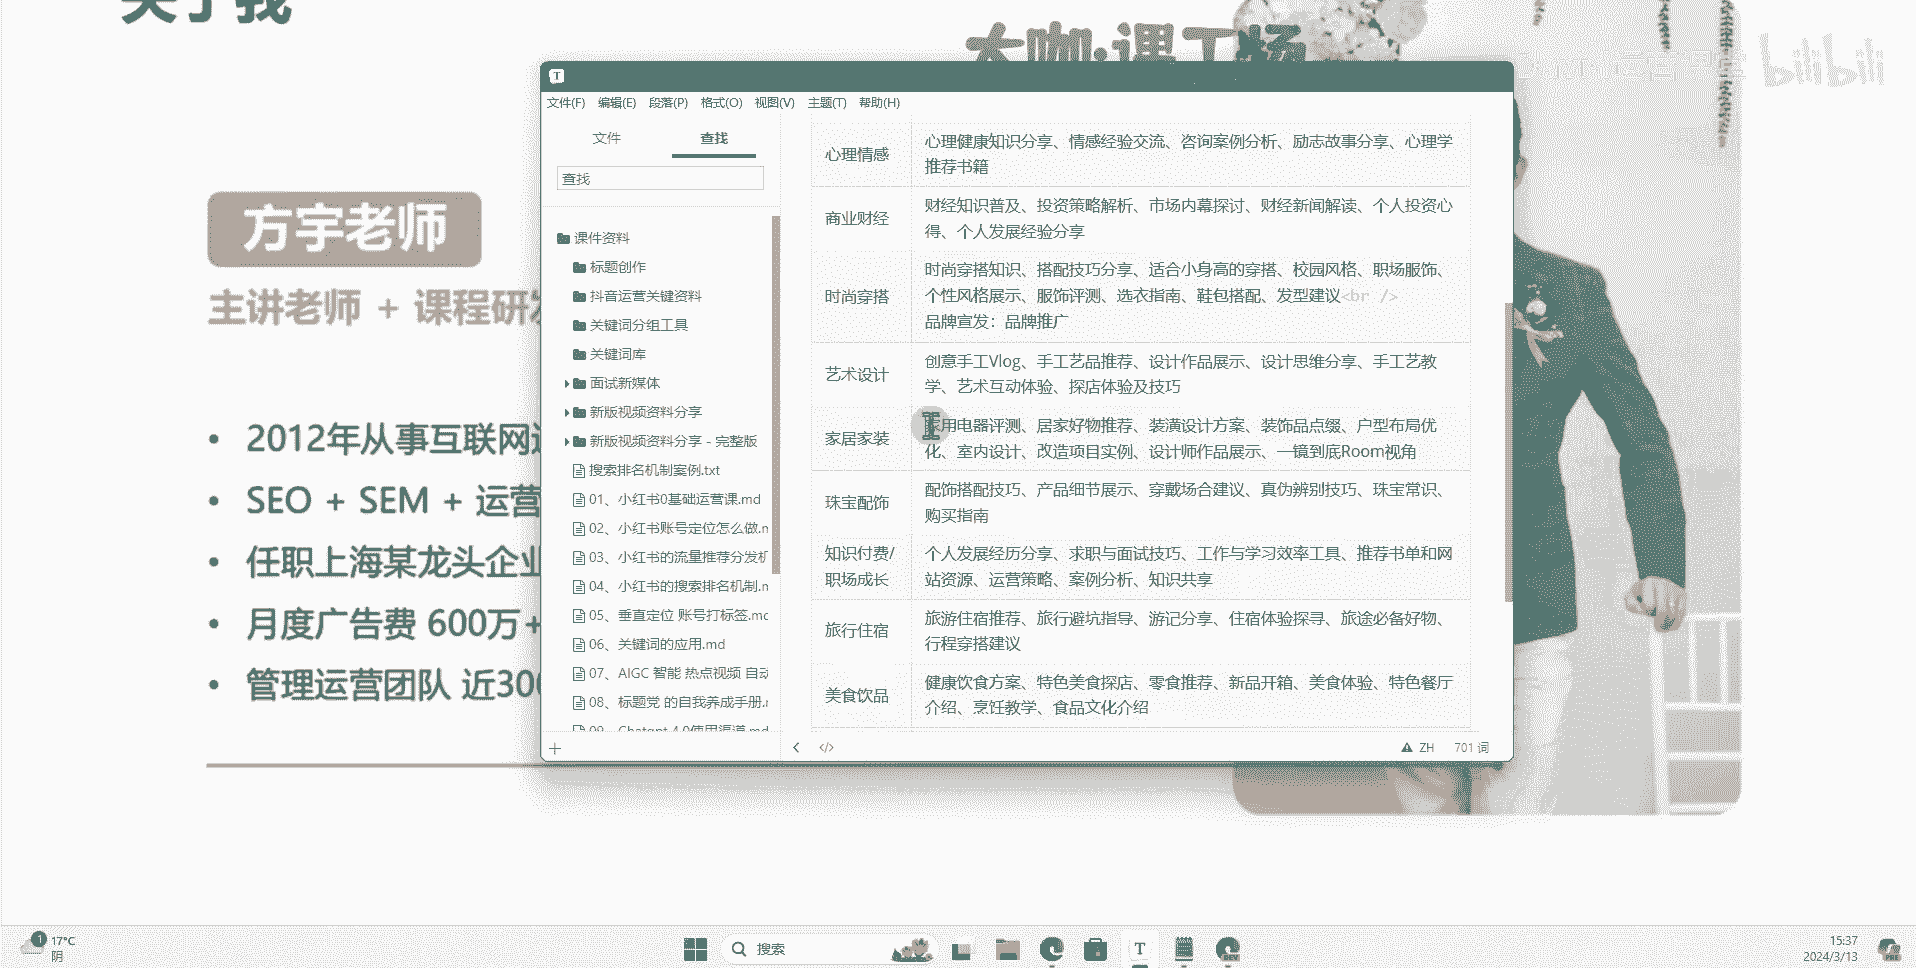 关于我
大咖·课工场
bilibili
方宇老师
主讲老师 + 课程研发
2012年从事互联网
SEO + SEM + 运营
任职上海某龙头企业
月度广告费 600万+
管理运营团队 近300
文件(F) 编辑(E) 段落(P) 格式(O) 视图(V) 主题(T) 帮助(H)
文件 查找
查找
课件资料
标题创作
抖音运营关键资料
关键词分组工具
关键词库
面试新媒体
新版视频资料分享
新版视频资料分享 - 完整版
搜索排名机制案例.txt
01、小红书0基础运营课.md
02、小红书账号定位怎么做.m
03、小红书的流量推荐分发机
04、小红书的搜索排名机制.m
05、垂直定位 账号打标签.md
06、关键词的应用.md
07、AIGC 智能 热点视频 自动
08、标题党 的自我养成手册.m
09、Chatgpt 4.0使用渠道.md
心理情感
心理健康知识分享、情感经验交流、咨询案例分析、励志故事分享、心理学
推荐书籍
商业财经
财经知识普及、投资策略解析、市场内幕探讨、财经新闻解读、个人投资心
得、个人发展经验分享
时尚穿搭
时尚穿搭知识、搭配技巧分享、适合小身高的穿搭、校园风格、职场服饰、
个性风格展示、服饰评测、选衣指南、鞋包搭配、发型建议<br />
品牌宣发：品牌推广
艺术设计
创意手工Vlog、手工艺品推荐、设计作品展示、设计思维分享、手工艺教
学、艺术互动体验、探店体验及技巧
家居家装
家用电器评测、居家好物推荐、装潢设计方案、装饰品点缀、户型布局优
化、室内设计、改造项目实例、设计师作品展示、一镜到底Room视角
珠宝配饰
配饰搭配技巧、产品细节展示、穿戴场合建议、真伪辨别技巧、珠宝常识、
购买指南
知识付费/
职场成长
个人发展经历分享、求职与面试技巧、工作与学习效率工具、推荐书单和网
站资源、运营策略、案例分析、知识共享
旅行住宿
旅游住宿推荐、旅行避坑指导、游记分享、住宿体验探寻、旅途必备好物、
行程穿搭建议
美食饮品
健康饮食方案、特色美食探店、零食推荐、新品开箱、美食体验、特色餐厅
介绍、烹饪教学、食品文化介绍
ZH 701 词
1 17°C
阴
搜索
15:37
2024/3/13